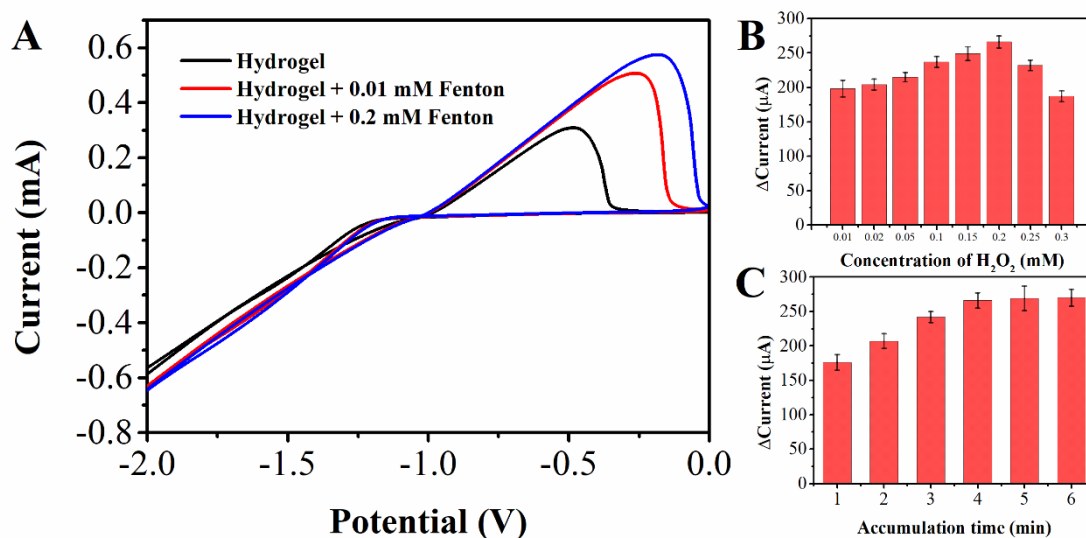 A
Current (mA)
0.6
0.4
0.2
0.0
-0.2
-0.4
-0.6
-0.8
Hydrogel
Hydrogel + 0.01 mM Fenton
Hydrogel + 0.2 mM Fenton
-2.0 -1.5 -1.0 -0.5 0.0
Potential (V)
B
ΔCurrent (μA)
300
250
200
150
100
50
0
0.01 0.02 0.05 0.1 0.15 0.2 0.25 0.3
Concentration of H₂O₂ (mM)
C
ΔCurrent (μA)
300
250
200
150
100
50
0
1 2 3 4 5 6
Accumulation time (min)